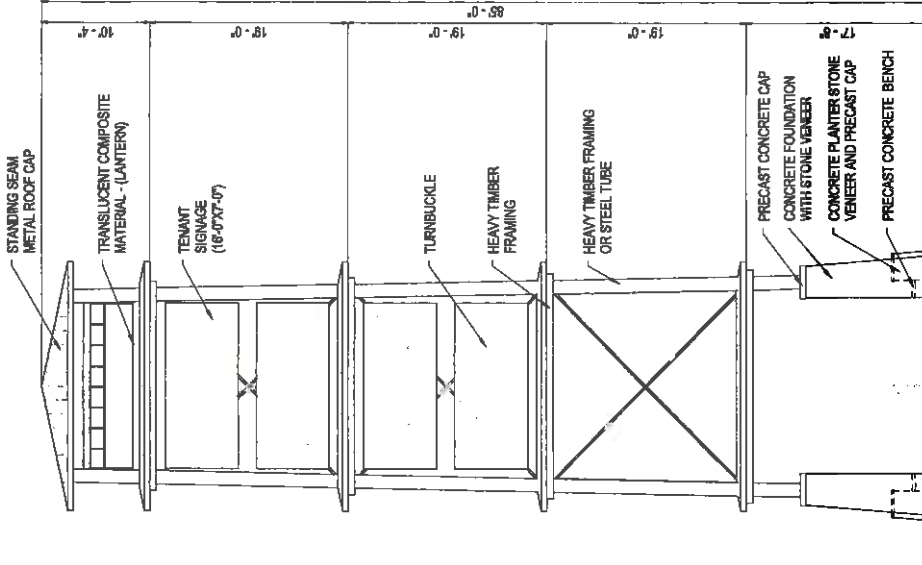 STANDING SEAM
METAL ROOF CAP
TRANSLUCENT COMPOSITE
MATERIAL - (LANTERN)
TENANT
SIGNAGE
(16'-0"X7'-0")
TURNBUCKLE
HEAVY TIMBER
FRAMING
HEAVY TIMBER FRAMING
OR STEEL TUBE
PRECAST CONCRETE CAP
CONCRETE FOUNDATION
WITH STONE VENEER
CONCRETE PLANTER STONE
VENEER AND PRECAST CAP
PRECAST CONCRETE BENCH
10'-4"
19'-0"
19'-0"
19'-0"
17'-8"
85'-0"